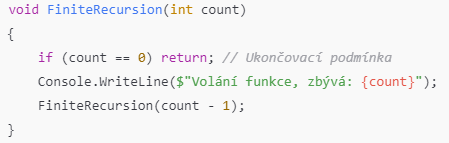 void FiniteRecursion(int count)
{
    if (count == 0) return; // Ukončovací podmínka
    Console.WriteLine($"Volání funkce, zbývá: {count}");
    FiniteRecursion(count - 1);
}